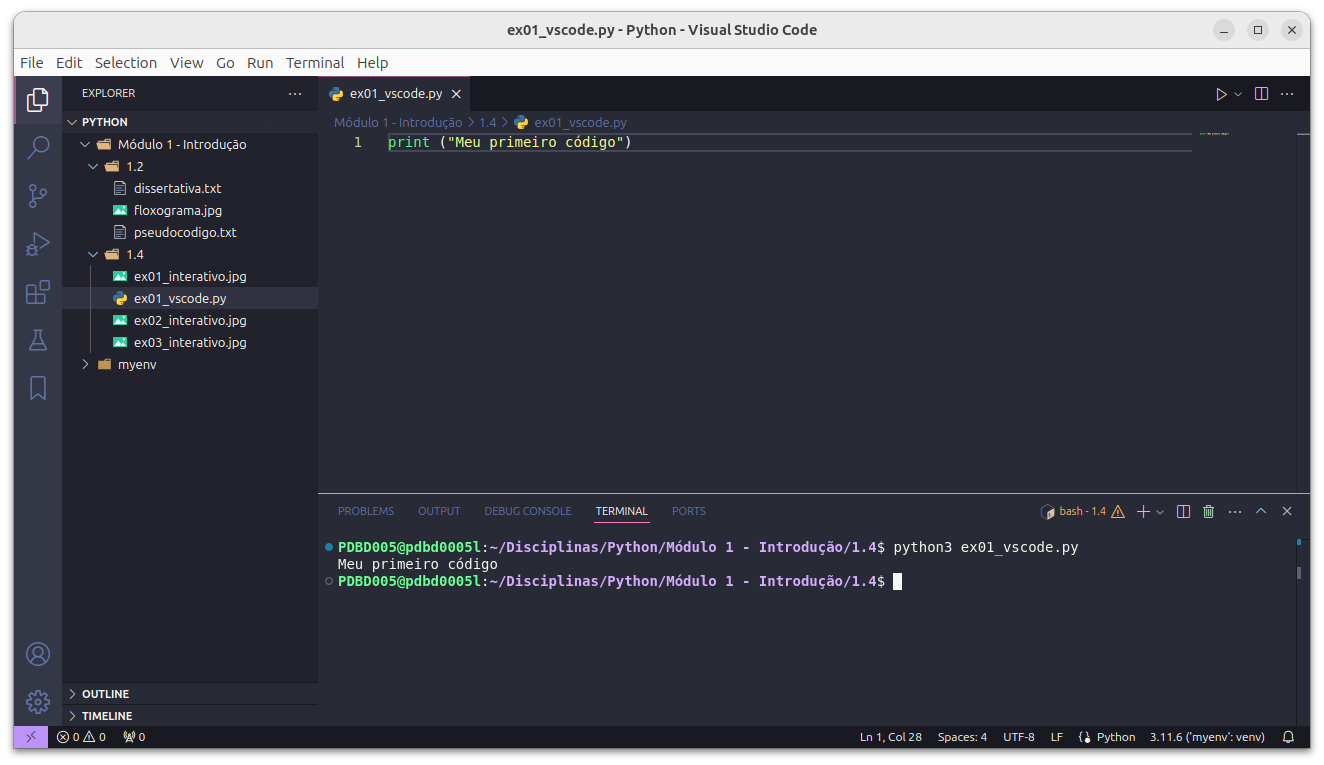 ex01_vscode.py - Python - Visual Studio Code
File Edit Selection View Go Run Terminal Help
EXPLORER
PYTHON
Módulo 1 - Introdução
1.2
dissertativa.txt
floxograma.jpg
pseudocodigo.txt
1.4
ex01_interativo.jpg
ex01_vscode.py
ex02_interativo.jpg
ex03_interativo.jpg
myenv
OUTLINE
TIMELINE
ex01_vscode.py
Módulo 1 - Introdução > 1.4 > ex01_vscode.py
1 print ("Meu primeiro código")
PROBLEMS OUTPUT DEBUG CONSOLE TERMINAL PORTS
bash - 1.4
PDBD005@pdbd0005l:~/Disciplinas/Python/Módulo 1 - Introdução/1.4$ python3 ex01_vscode.py
Meu primeiro código
PDBD005@pdbd0005l:~/Disciplinas/Python/Módulo 1 - Introdução/1.4$
0 0 0 Ln 1, Col 28 Spaces: 4 UTF-8 LF Python 3.11.6 ('myenv': venv)